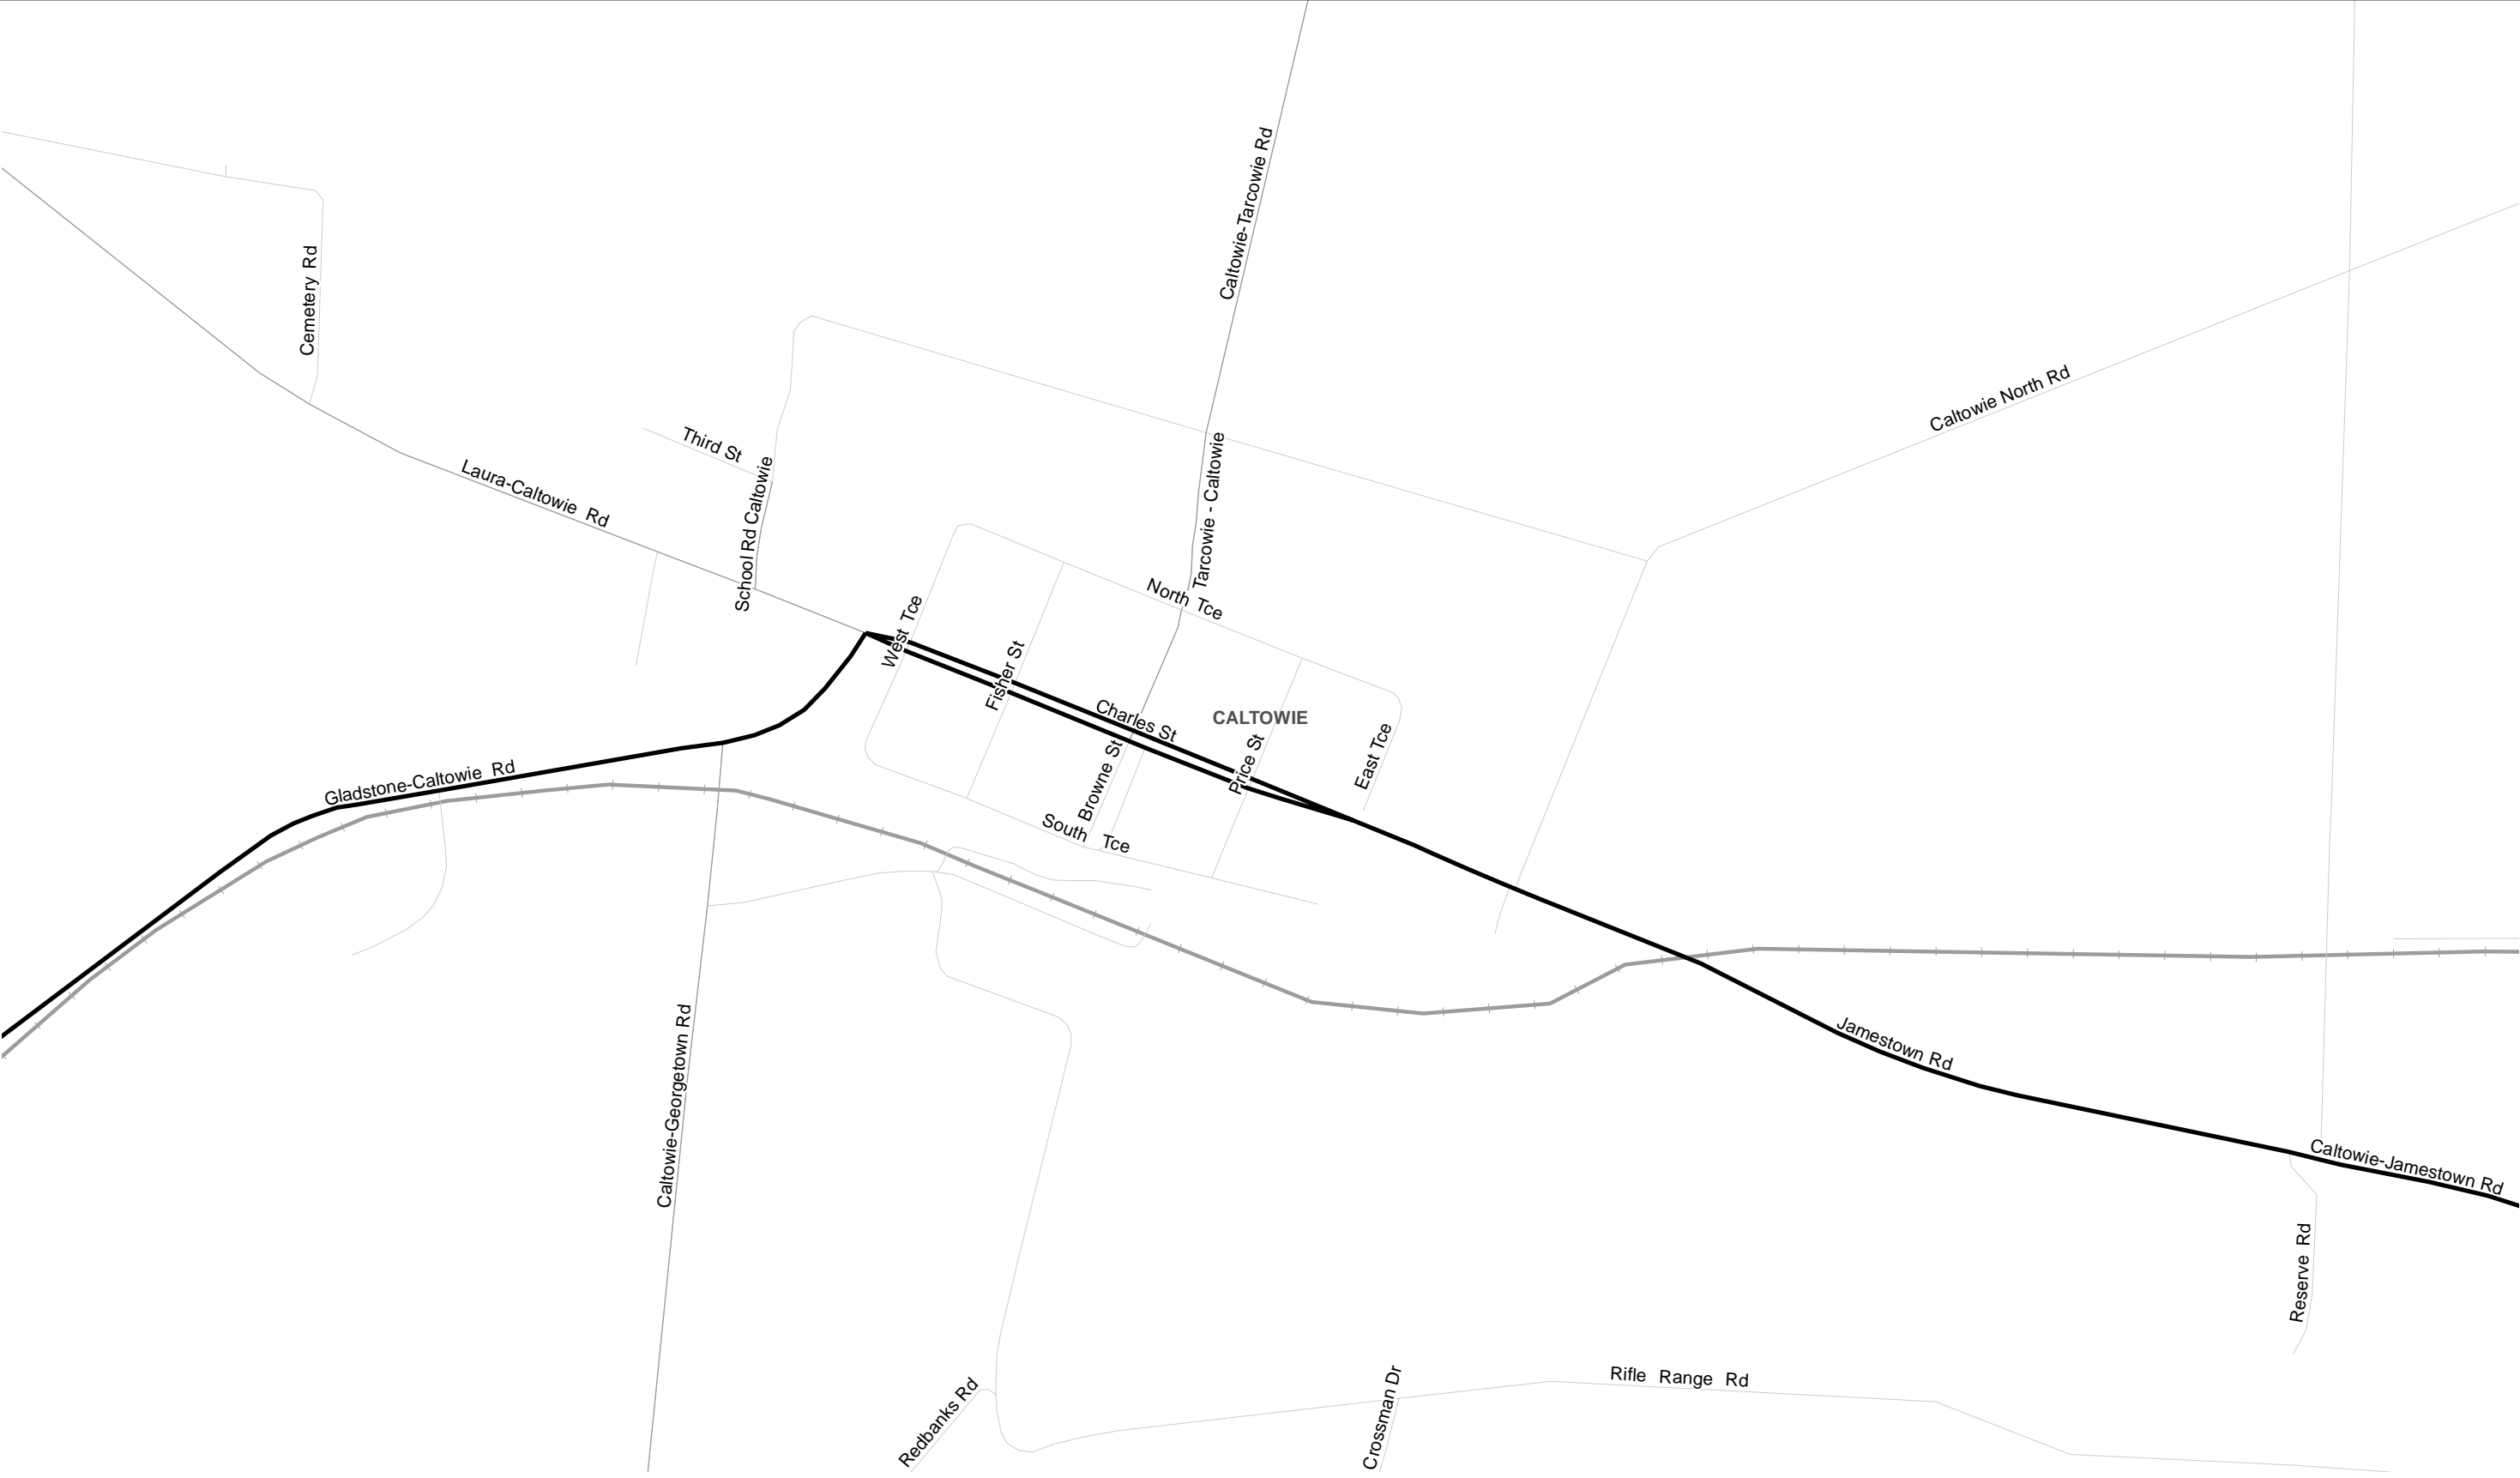 Caltowie-Tarcowie Rd
Cemetery Rd
Caltowie North Rd
Third St
Laura-Caltowie Rd
School Rd Caltowie
Tarcowie - Caltowie
North Tce
West Tce
Fisher St
Charles St
CALTOWIE
Price St
East Tce
Browne St
South Tce
Gladstone-Caltowie Rd
Caltowie-Georgetown Rd
Jamestown Rd
Caltowie-Jamestown Rd
Reserve Rd
Rifle Range Rd
Crossman Dr
Redbanks Rd